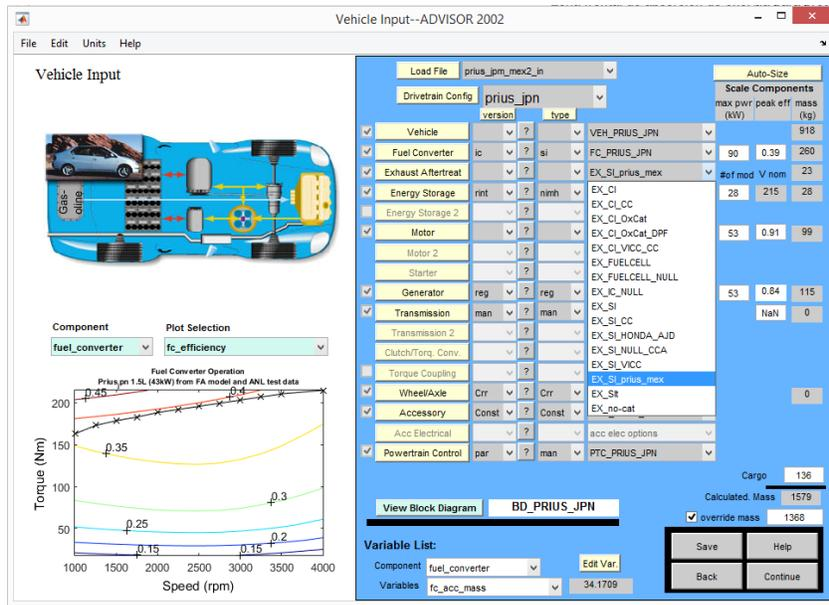 Vehicle Input--ADVISOR 2002
File Edit Units Help
Vehicle Input
Gas-
oline
Component Plot Selection
fuel_converter fc_efficiency
Fuel Converter Operation
Prius_jpn 1.5L (43kW) from FA model and ANL test data
0.45
0.4
0.35
0.3
0.25
0.2
0.15 0.15
200
150
100
50
Torque (Nm)
1000 1500 2000 2500 3000 3500 4000
Speed (rpm)
Load File prius_jpm_mex2_in
Auto-Size
Drivetrain Config prius_jpn
Scale Components
version type
max pwr peak eff mass
(kW) (kg)
Vehicle ? VEH_PRIUS_JPN 918
Fuel Converter ic ? si FC_PRIUS_JPN 90 0.39 260
Exhaust Aftertreat ? EX_SI_prius_mex #of mod V nom 23
Energy Storage rint ? nimh 28 215 28
Energy Storage 2 ?
Motor ? 53 0.91 99
Motor 2 ?
Starter ?
Generator reg ? reg 53 0.84 115
Transmission man ? man NaN 0
Transmission 2 ?
Clutch/Torq. Conv. ?
Torque Coupling ?
Wheel/Axle Crr ? Crr 0
Accessory Const ? Const
Acc Electrical ? acc elec options
Powertrain Control par ? man PTC_PRIUS_JPN
EX_CI
EX_CI_CC
EX_CI_OxCat
EX_CI_OxCat_DPF
EX_CI_VICC_CC
EX_FUELCELL
EX_FUELCELL_NULL
EX_IC_NULL
EX_SI
EX_SI_CC
EX_SI_HONDA_AJD
EX_SI_NULL_CCA
EX_SI_VICC
EX_SI_prius_mex
EX_SIt
EX_no-cat
Cargo 136
Calculated. Mass 1579
override mass 1368
View Block Diagram BD_PRIUS_JPN
Variable List:
Component fuel_converter Edit Var.
Variables fc_acc_mass 34.1709
Save Help
Back Continue